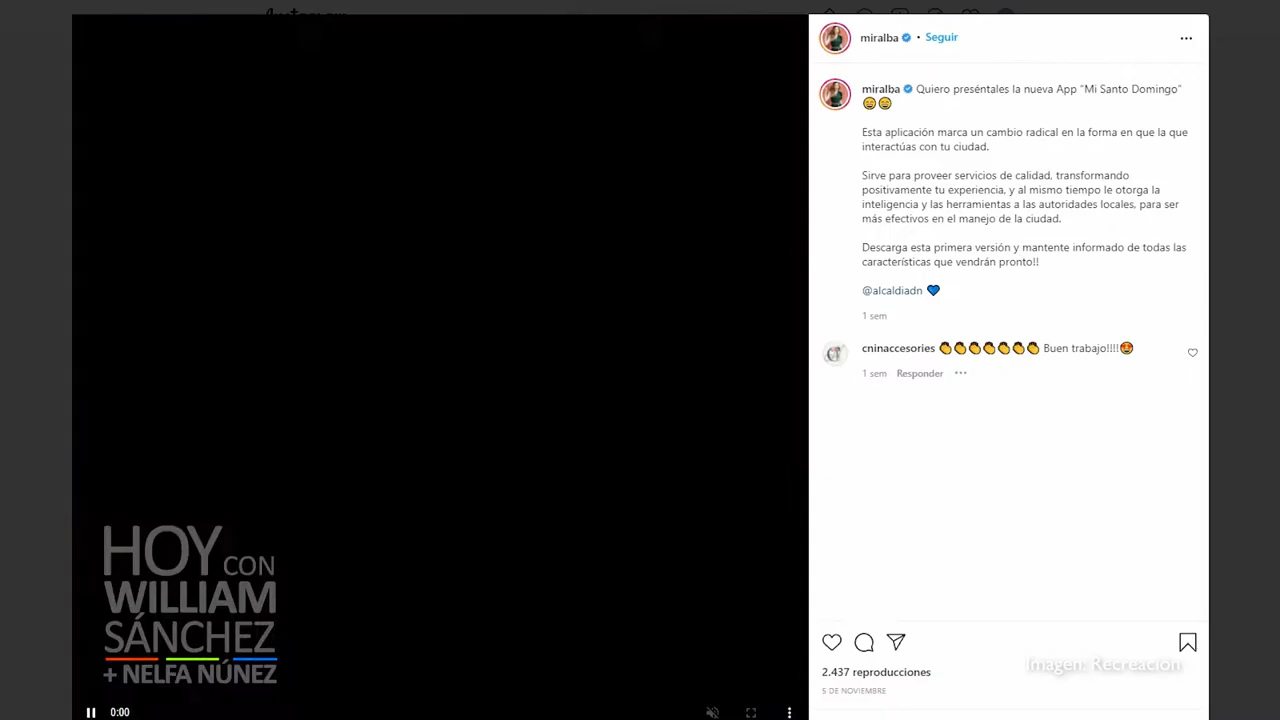 miralba • Seguir
miralba Quiero preséntales la nueva App "Mi Santo Domingo"
😄😄
Esta aplicación marca un cambio radical en la forma en que la que
interactúas con tu ciudad.
Sirve para proveer servicios de calidad, transformando
positivamente tu experiencia, y al mismo tiempo le otorga la
inteligencia y las herramientas a las autoridades locales, para ser
más efectivos en el manejo de la ciudad.
Descarga esta primera versión y mantente informado de todas las
características que vendrán pronto!!
@alcaldiadn 💙
1 sem
cninaccesories 👏👏👏👏👏👏👏 Buen trabajo!!!!🤩
1 sem Responder
2.437 reproducciones
5 DE NOVIEMBRE
Imagen: Recreación
HOY CON
WILLIAM
SÁNCHEZ
+ NELFA NÚÑEZ
0:00